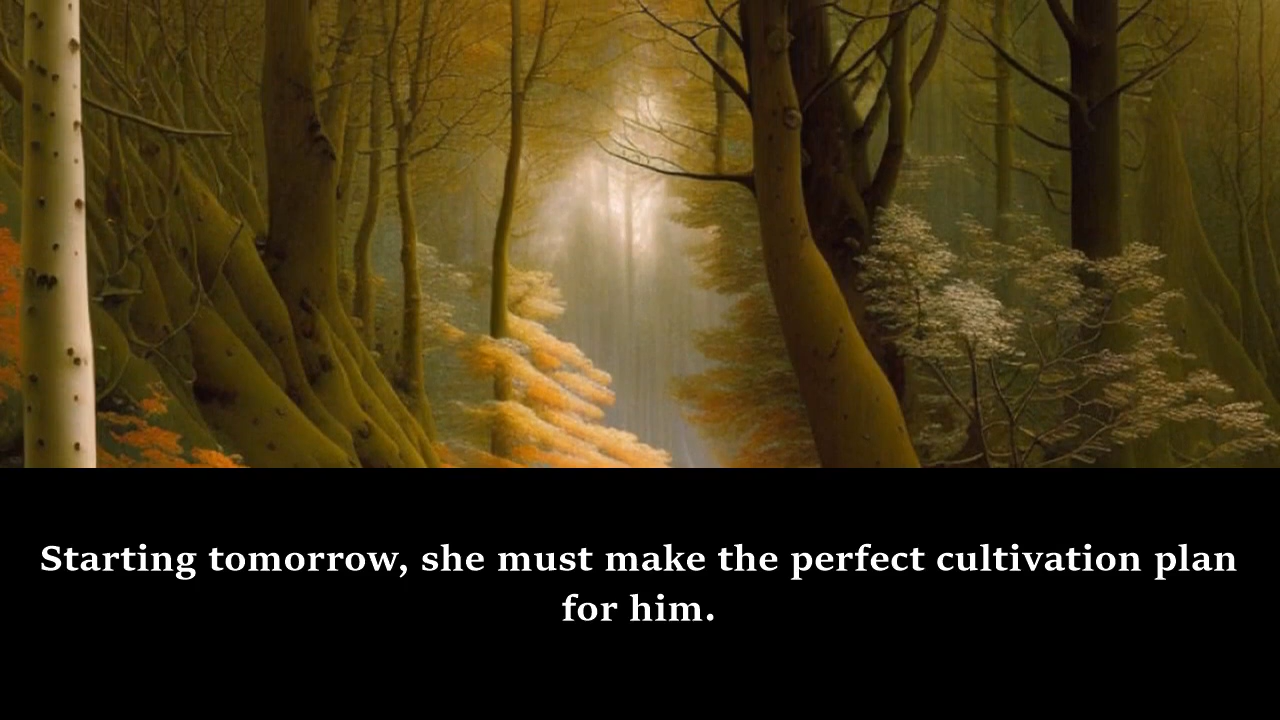 Starting tomorrow, she must make the perfect cultivation plan
for him.